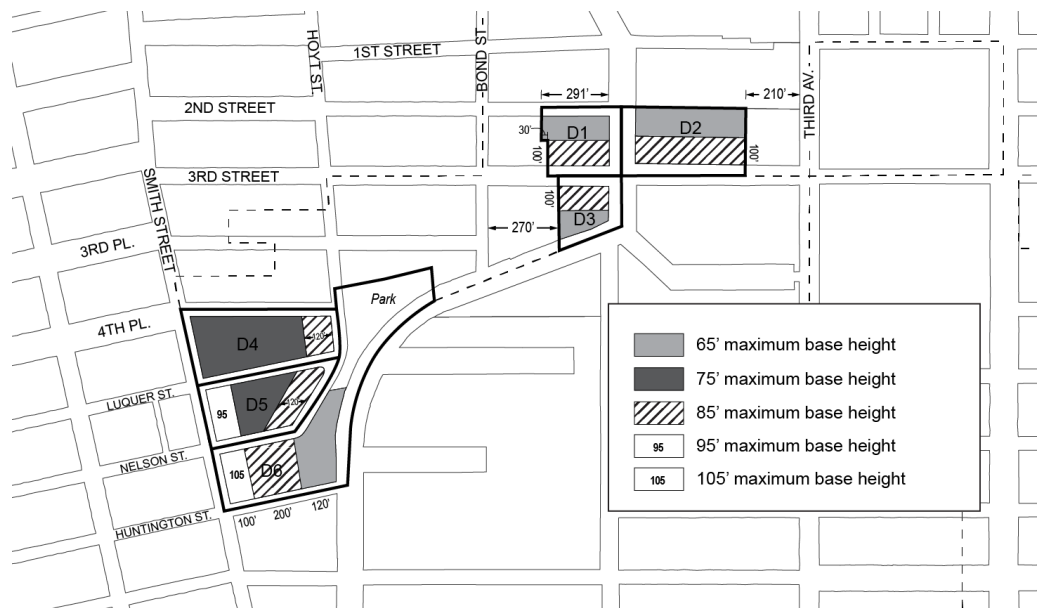 HOYT ST.
1ST STREET
BOND ST.
2ND STREET
291'
210'
THIRD AV.
30'
D1
D2
100'
100'
3RD STREET
SMITH STREET
100'
D3
270'
3RD PL.
Park
4TH PL.
D4
120'
LUQUER ST.
95
D5
120'
NELSON ST.
105
D6
HUNTINGTON ST.
100'
200'
120'
65' maximum base height
75' maximum base height
85' maximum base height
95 95' maximum base height
105 105' maximum base height